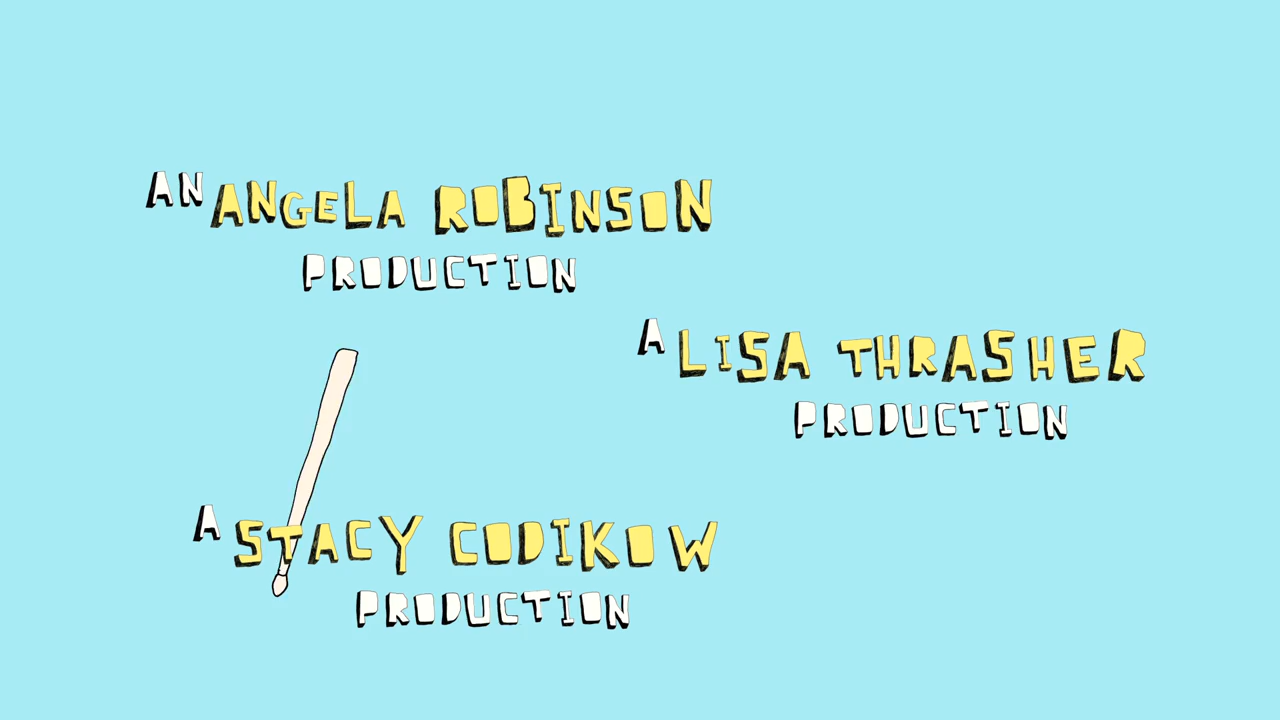 AN ANGELA ROBINSON
PRODUCTION
A LISA THRASHER
PRODUCTION
A STACY CODIKOW
PRODUCTION